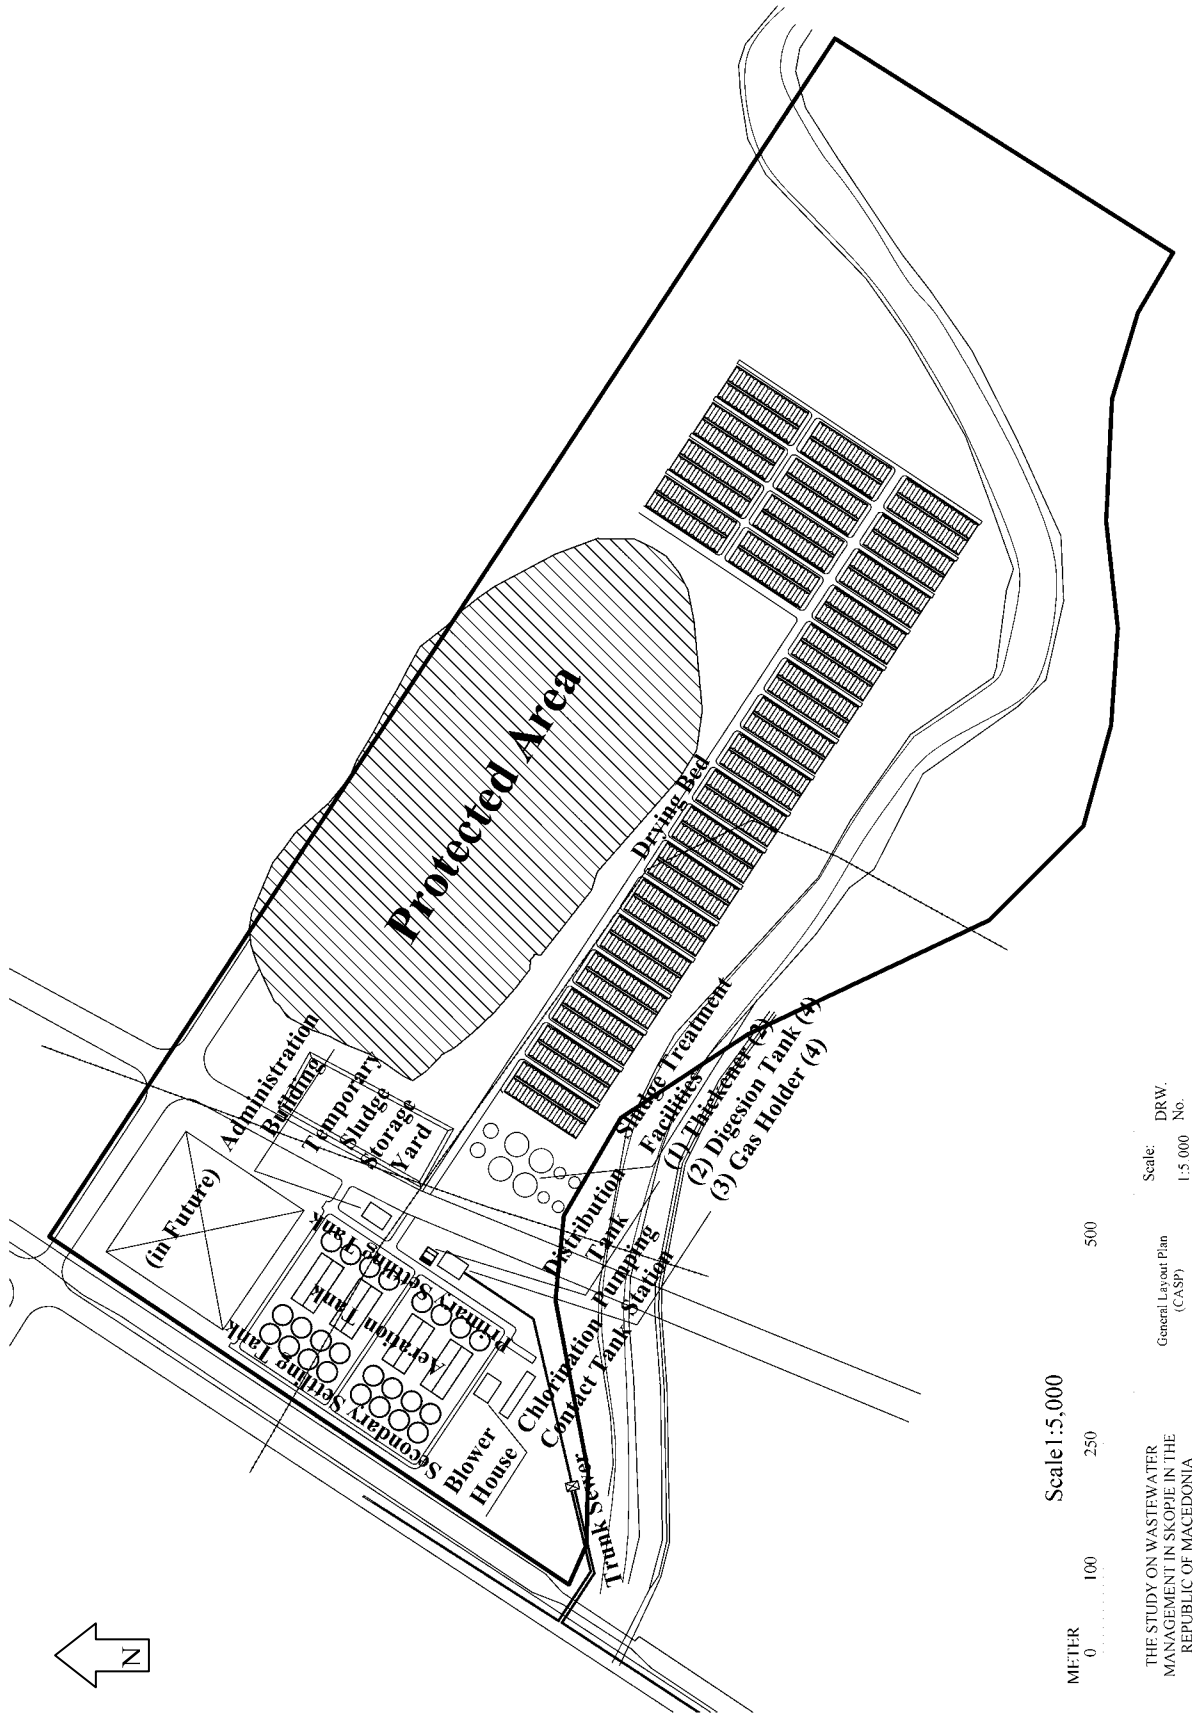 N
(in Future)
Administration
Building
Temporary
Sludge
Storage
Yard
Protected Area
Drying Bed
Secondary Settling Tank
Aeration Tank
Primary Settling Tank
Blower
House
Chlorination
Contact Tank
Distribution
Tank
Pumping
Station
Sludge Treatment
Facilities
(1) Thickener (2)
(2) Digesion Tank (4)
(3) Gas Holder (4)
Trunk Sewer
Scale1:5,000
METER
0 100 250 500
THE STUDY ON WASTEWATER
MANAGEMENT IN SKOPJE IN THE
REPUBLIC OF MACEDONIA
General Layout Plan
(CASP)
Scale:
1:5 000
DRW.
No.